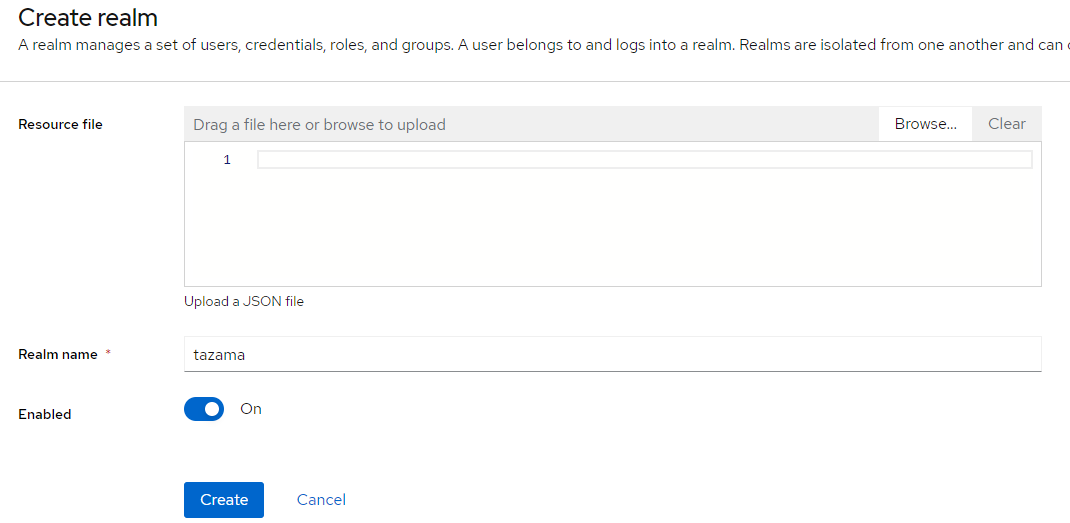 Create realm
A realm manages a set of users, credentials, roles, and groups. A user belongs to and logs into a realm. Realms are isolated from one another and can
Resource file
Drag a file here or browse to upload
Browse...
Clear
1
Upload a JSON file
Realm name *
tazama
Enabled
On
Create
Cancel